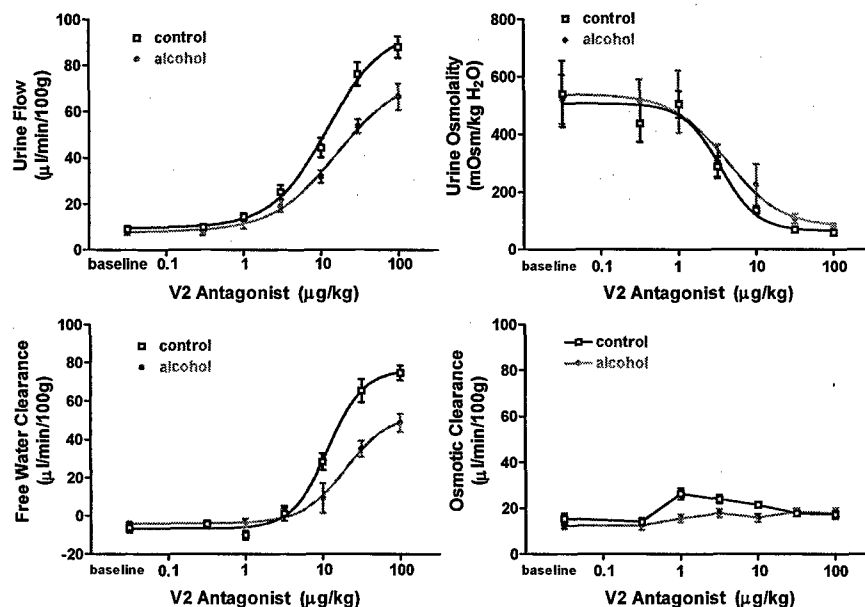 Urine Flow
(µl/min/100g)
100
80
60
40
20
0
control
alcohol
baseline 0.1 1 10 100
V2 Antagonist (µg/kg)
Urine Osmolality
(mOsm/kg H₂O)
800
600
400
200
0
control
alcohol
baseline 0.1 1 10 100
V2 Antagonist (µg/kg)
Free Water Clearance
(µl/min/100g)
100
80
60
40
20
0
-20
control
alcohol
baseline 0.1 1 10 100
V2 Antagonist (µg/kg)
Osmotic Clearance
(µl/min/100g)
100
80
60
40
20
0
control
alcohol
baseline 0.1 1 10 100
V2 Antagonist (µg/kg)